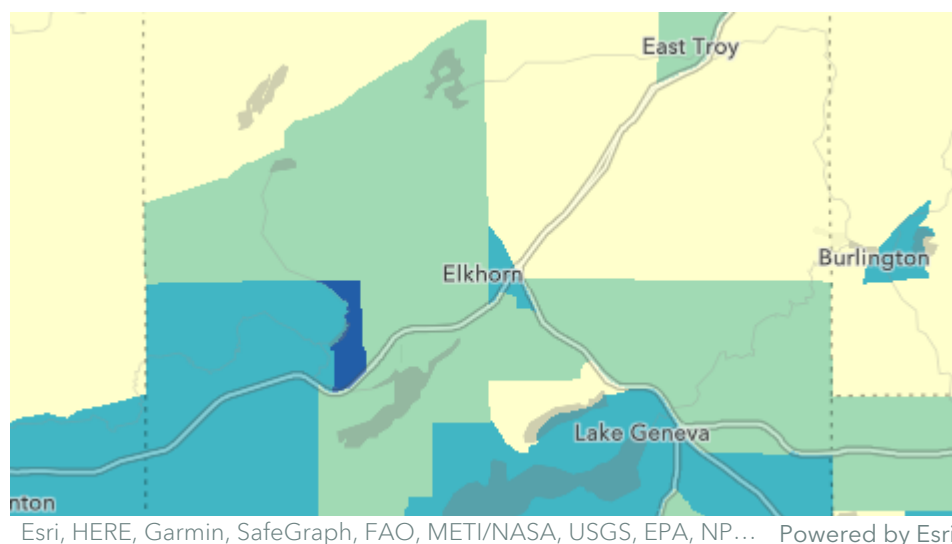 East Troy
Burlington
Elkhorn
Lake Geneva
nton
Esri, HERE, Garmin, SafeGraph, FAO, METI/NASA, USGS, EPA, NP... Powered by Esri